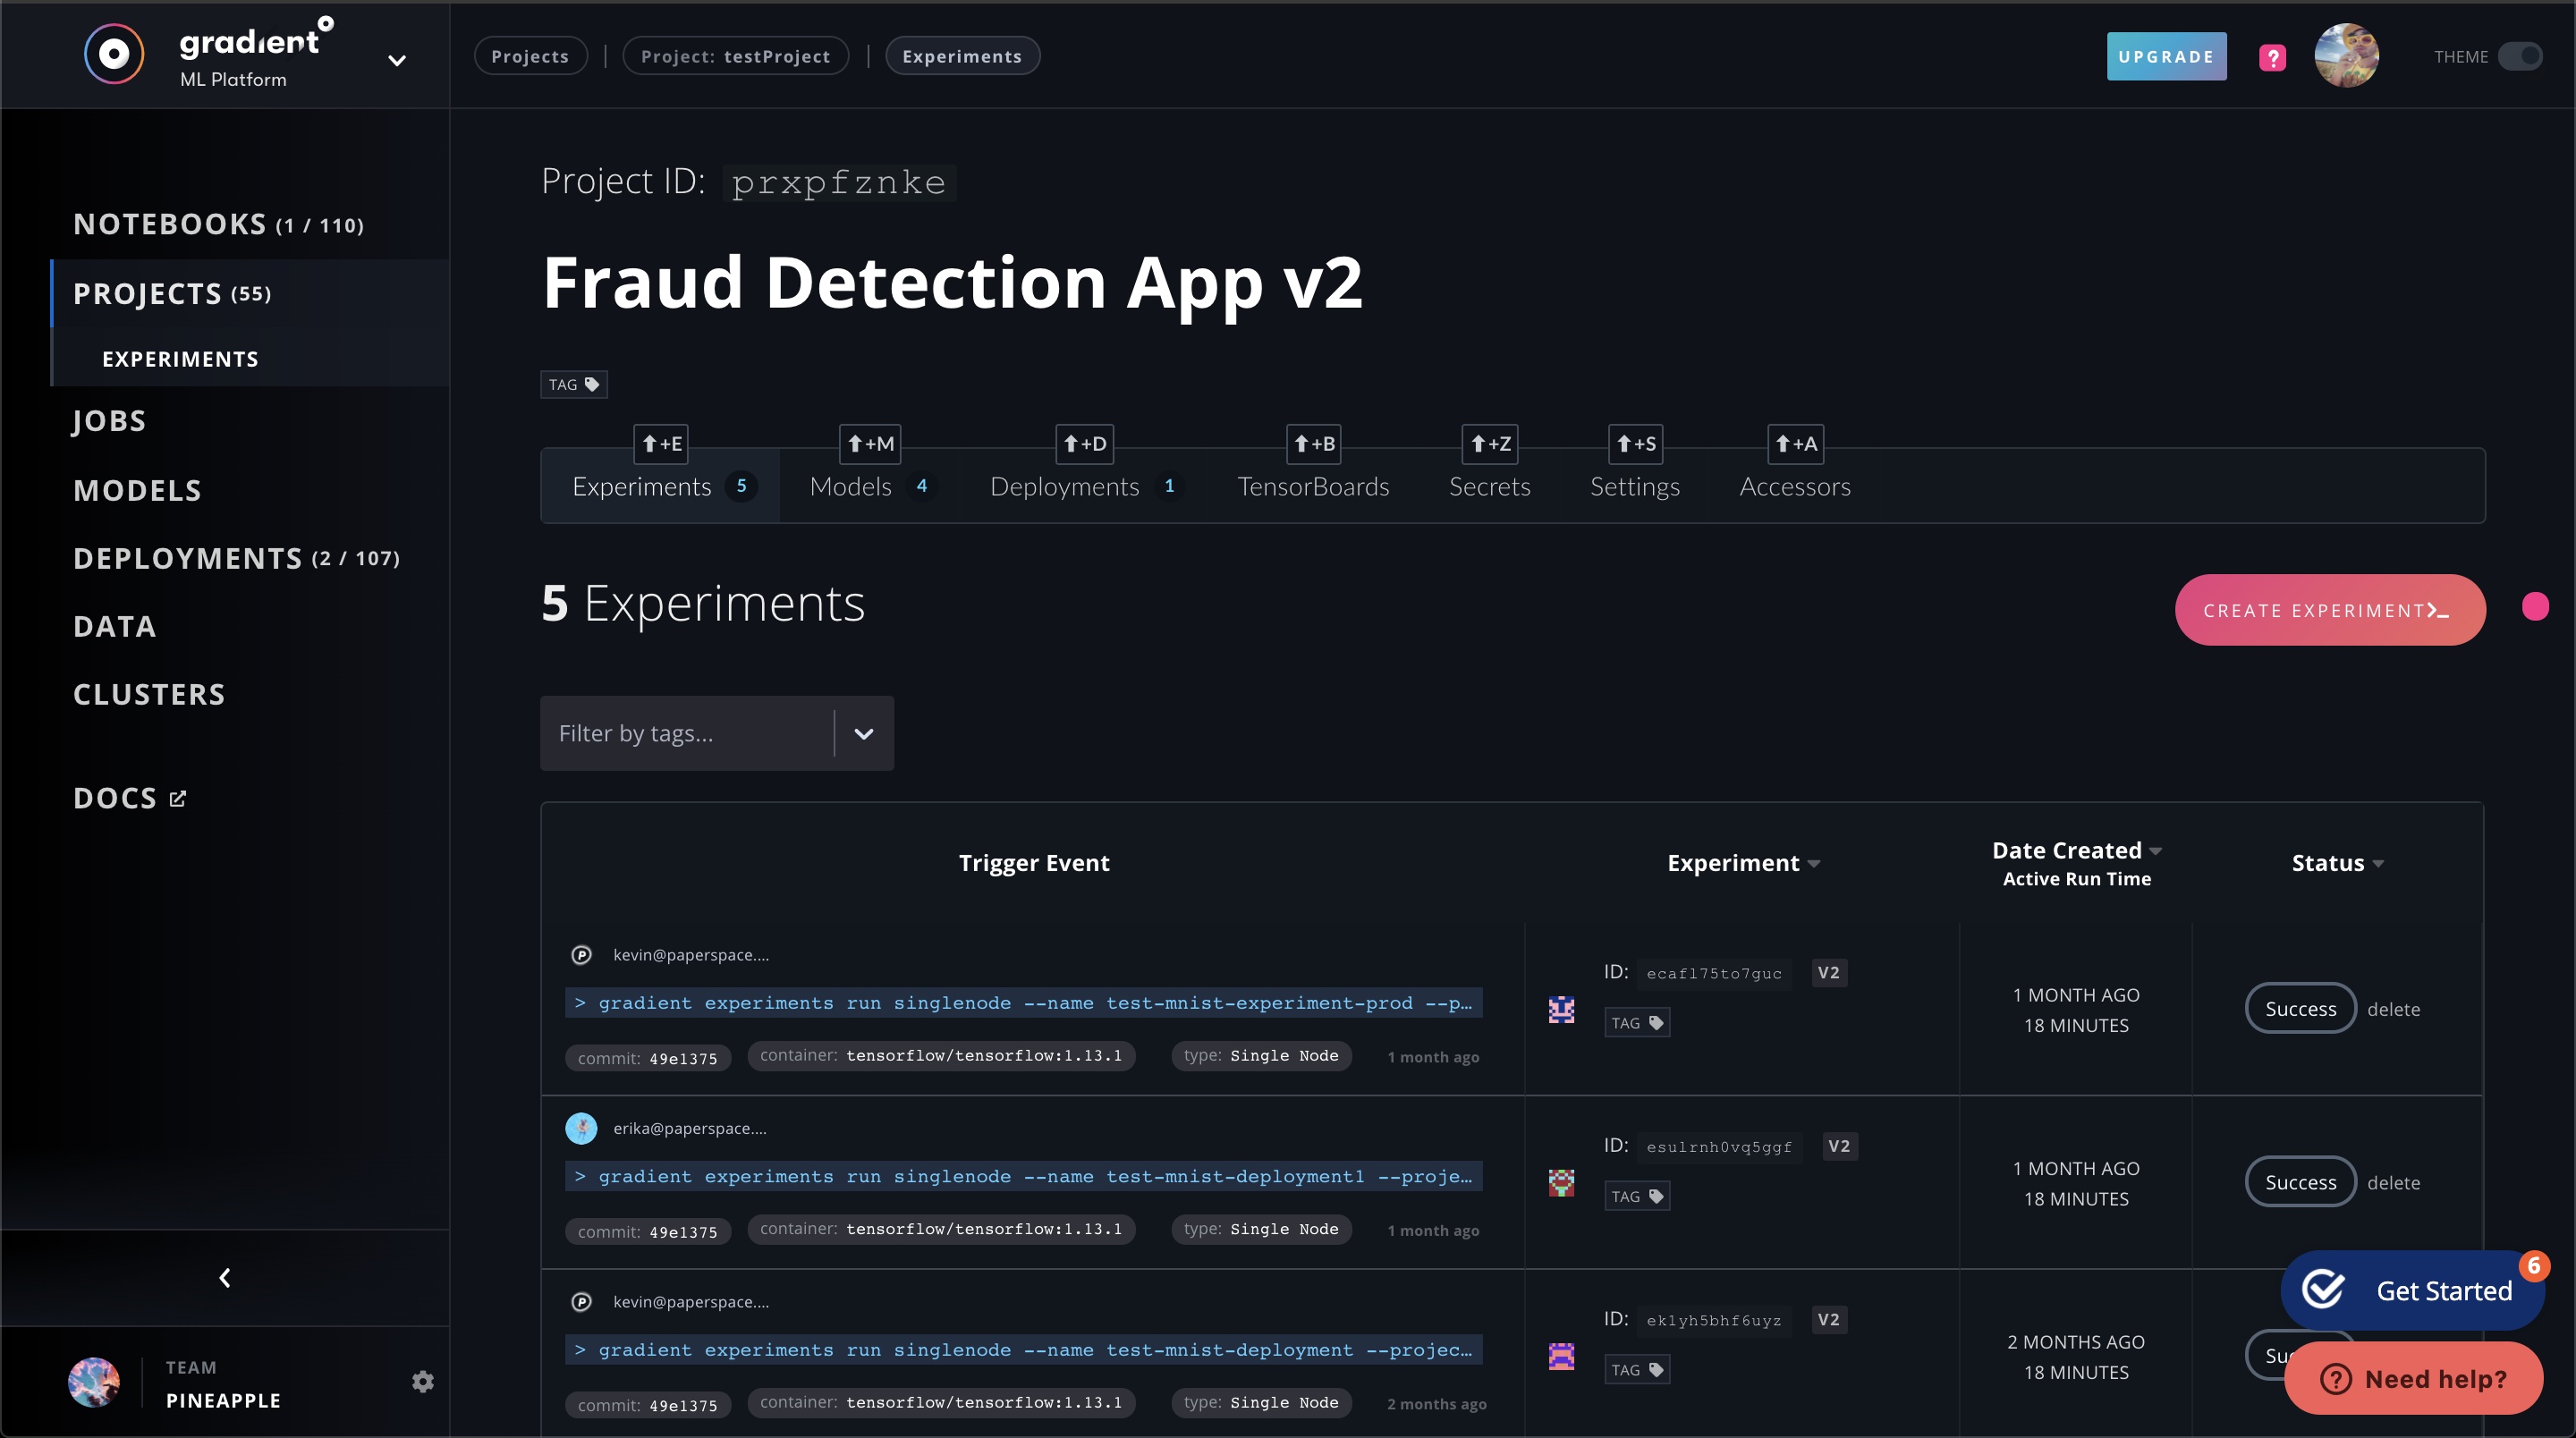 gradient
ML Platform
Projects
Project: testProject
Experiments
UPGRADE
?
THEME
NOTEBOOKS (1 / 110)
PROJECTS (55)
EXPERIMENTS
JOBS
MODELS
DEPLOYMENTS (2 / 107)
DATA
CLUSTERS
DOCS
TEAM
PINEAPPLE
Project ID: prxpfznke
Fraud Detection App v2
TAG
+E
+M
+D
+B
+Z
+S
+A
Experiments 5
Models 4
Deployments 1
TensorBoards
Secrets
Settings
Accessors
5 Experiments
CREATE EXPERIMENT
Filter by tags...
Trigger Event
Experiment
Date Created
Active Run Time
Status
kevin@paperspace....
> gradient experiments run singlenode --name test-mnist-experiment-prod --p…
commit: 49e1375
container: tensorflow/tensorflow:1.13.1
type: Single Node
1 month ago
ID: ecafl75to7guc V2
TAG
1 MONTH AGO
18 MINUTES
Success
delete
erika@paperspace....
> gradient experiments run singlenode --name test-mnist-deployment1 --proje…
commit: 49e1375
container: tensorflow/tensorflow:1.13.1
type: Single Node
1 month ago
ID: esulrnh0vq5ggf V2
TAG
1 MONTH AGO
18 MINUTES
Success
delete
kevin@paperspace....
> gradient experiments run singlenode --name test-mnist-deployment --projec…
commit: 49e1375
container: tensorflow/tensorflow:1.13.1
type: Single Node
2 months ago
ID: eklyh5bhf6uyz V2
TAG
2 MONTHS AGO
18 MINUTES
Su
Get Started
6
Need help?